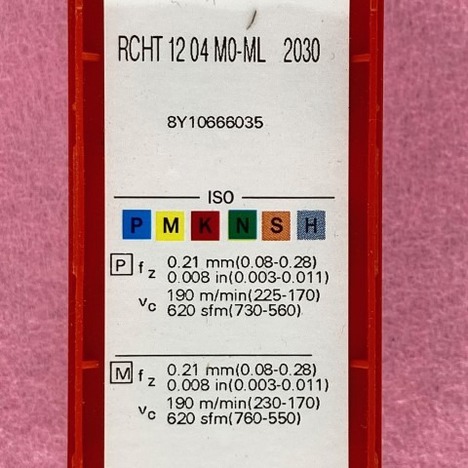 RCHT 12 04 M0-ML 2030
8Y10666035
ISO
P M K N S H
P fz 0.21 mm(0.08-0.28)
0.008 in(0.003-0.011)
vc 190 m/min(225-170)
620 sfm(730-560)
M fz 0.21 mm(0.08-0.28)
0.008 in(0.003-0.011)
vc 190 m/min(230-170)
620 sfm(760-550)